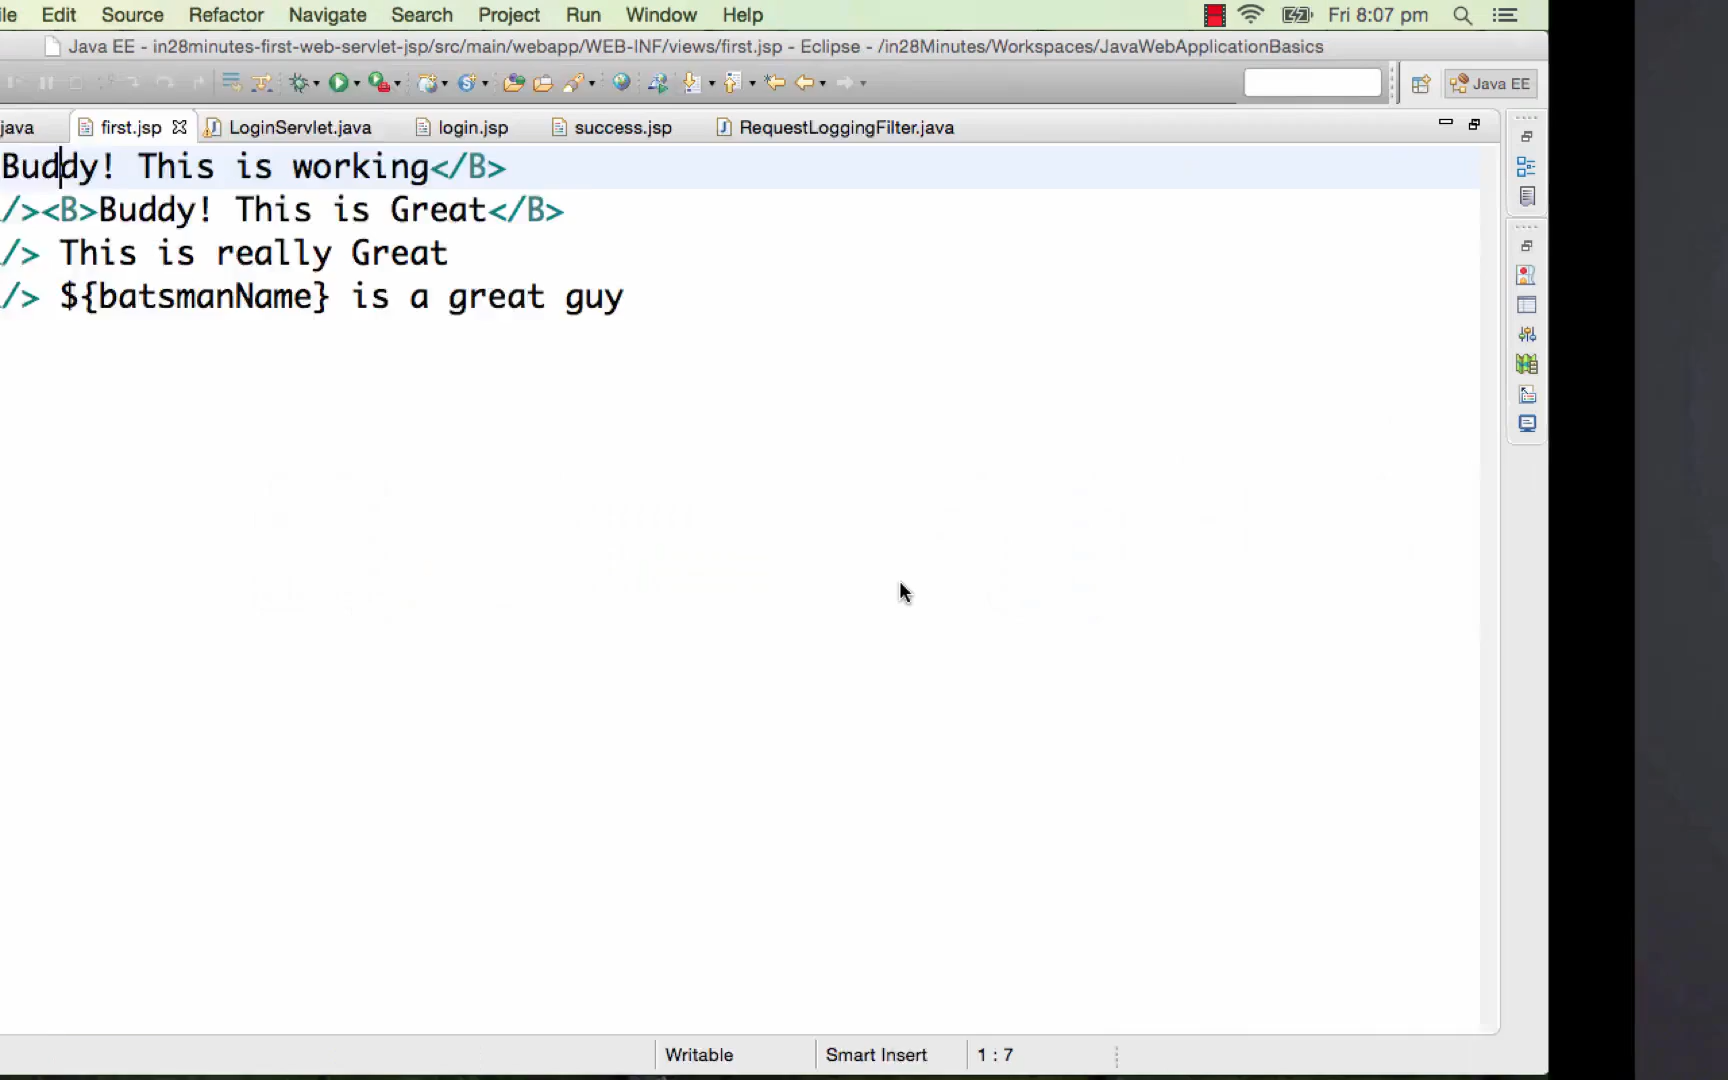 ile Edit Source Refactor Navigate Search Project Run Window Help Fri 8:07 pm
Java EE - in28minutes-first-web-servlet-jsp/src/main/webapp/WEB-INF/views/first.jsp - Eclipse - /in28Minutes/Workspaces/JavaWebApplicationBasics
Java EE
java first.jsp LoginServlet.java login.jsp success.jsp RequestLoggingFilter.java
Buddy! This is working</B>
/><B>Buddy! This is Great</B>
/> This is really Great
/> ${batsmanName} is a great guy
Writable Smart Insert 1 : 7